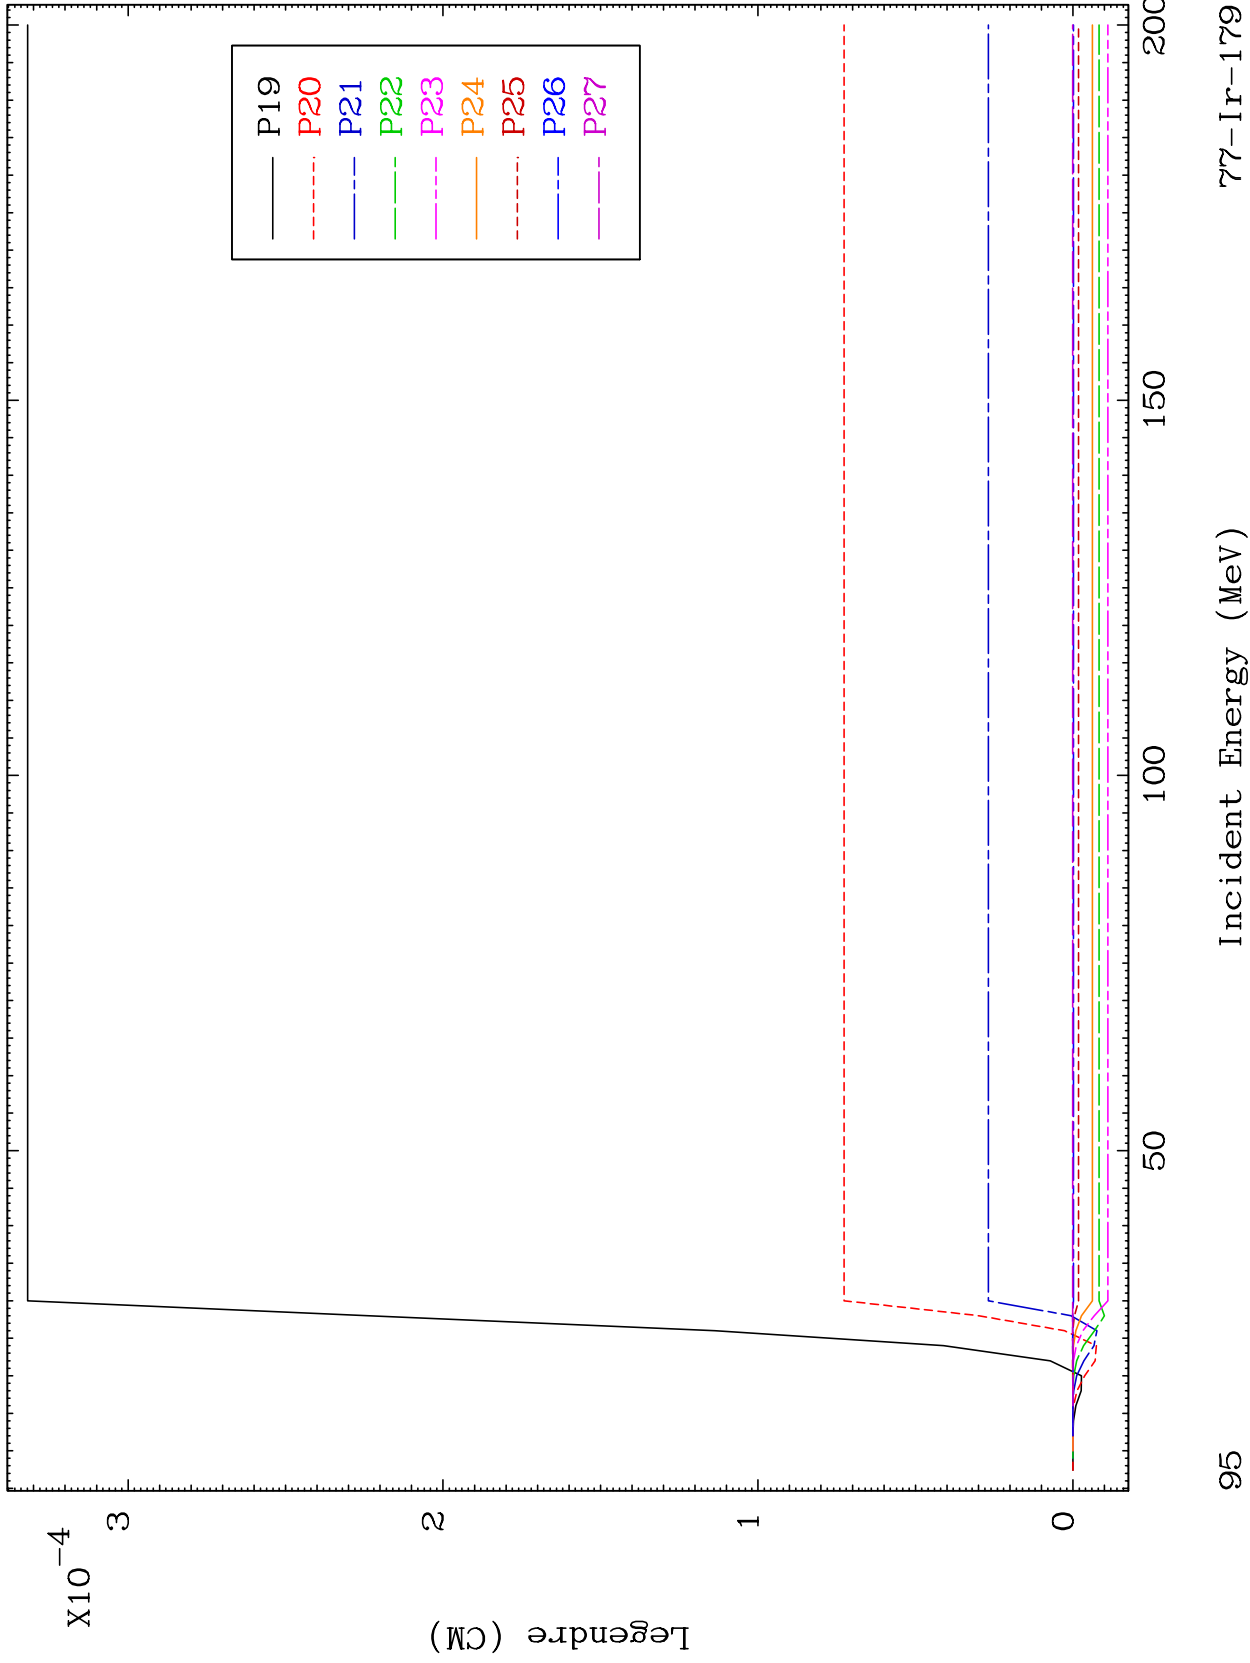 X10-4
3
2
1
0
Legendre (CM)
P19
P20
P21
P22
P23
P24
P25
P26
P27
50
100
150
200
Incident Energy (MeV)
95
77-Ir-179